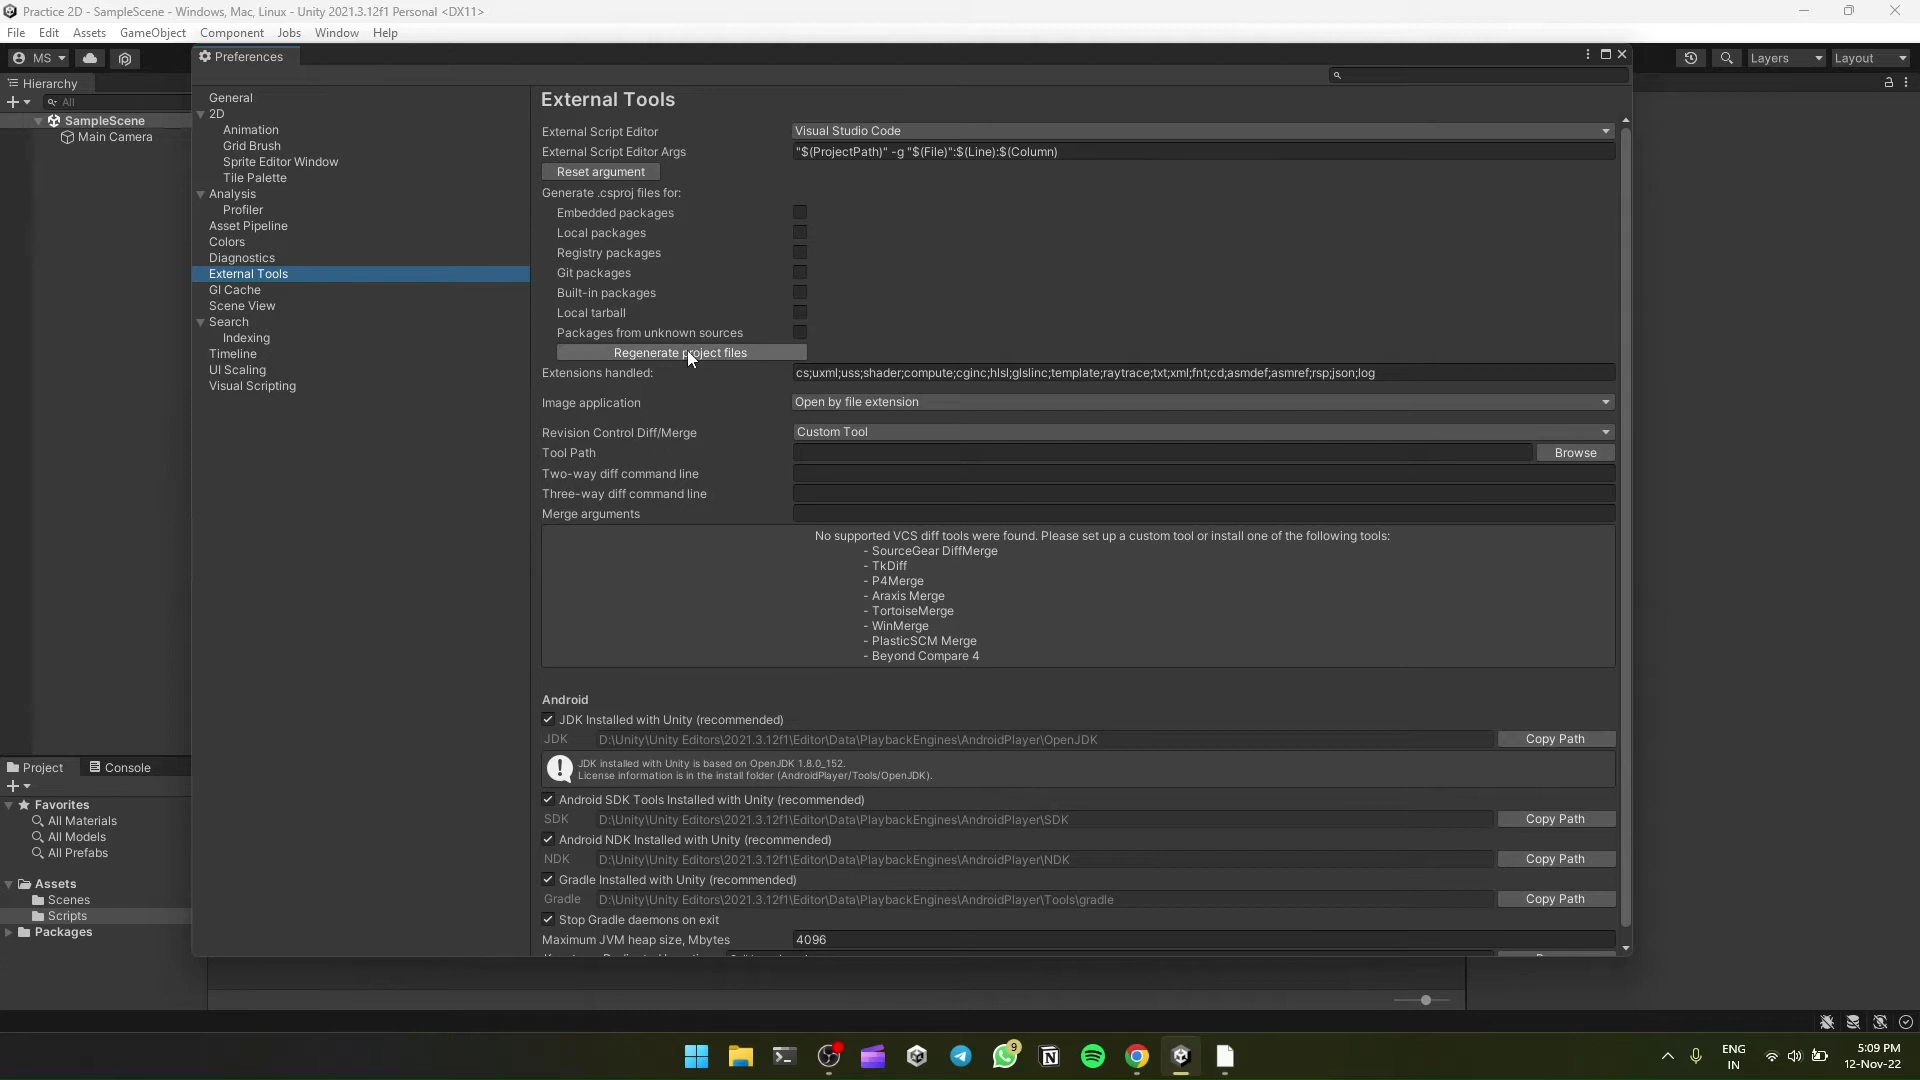 Practice 2D - SampleScene - Windows, Mac, Linux - Unity 2021.3.12f1 Personal <DX11>
File Edit Assets GameObject Component Jobs Window Help
MS
Preferences
Layers
Layout
Hierarchy
All
SampleScene
Main Camera
General
2D
Animation
Grid Brush
Sprite Editor Window
Tile Palette
Analysis
Profiler
Asset Pipeline
Colors
Diagnostics
External Tools
GI Cache
Scene View
Search
Indexing
Timeline
UI Scaling
Visual Scripting
External Tools
External Script Editor Visual Studio Code
External Script Editor Args "$(ProjectPath)" -g "$(File)":$(Line):$(Column)
Reset argument
Generate .csproj files for:
Embedded packages
Local packages
Registry packages
Git packages
Built-in packages
Local tarball
Packages from unknown sources
Regenerate project files
Extensions handled: cs;uxml;uss;shader;compute;cginc;hlsl;glslinc;template;raytrace;txt;xml;fnt;cd;asmdef;asmref;rsp;json;log
Image application Open by file extension
Revision Control Diff/Merge Custom Tool
Tool Path Browse
Two-way diff command line
Three-way diff command line
Merge arguments
No supported VCS diff tools were found. Please set up a custom tool or install one of the following tools:
- SourceGear DiffMerge
- TkDiff
- P4Merge
- Araxis Merge
- TortoiseMerge
- WinMerge
- PlasticSCM Merge
- Beyond Compare 4
Android
JDK Installed with Unity (recommended)
JDK D:\Unity\Unity Editors\2021.3.12f1\Editor\Data\PlaybackEngines\AndroidPlayer\OpenJDK Copy Path
JDK installed with Unity is based on OpenJDK 1.8.0_152.
License information is in the install folder (AndroidPlayer/Tools/OpenJDK).
Android SDK Tools Installed with Unity (recommended)
SDK D:\Unity\Unity Editors\2021.3.12f1\Editor\Data\PlaybackEngines\AndroidPlayer\SDK Copy Path
Android NDK Installed with Unity (recommended)
NDK D:\Unity\Unity Editors\2021.3.12f1\Editor\Data\PlaybackEngines\AndroidPlayer\NDK Copy Path
Gradle Installed with Unity (recommended)
Gradle D:\Unity\Unity Editors\2021.3.12f1\Editor\Data\PlaybackEngines\AndroidPlayer\Tools\gradle Copy Path
Stop Gradle daemons on exit
Maximum JVM heap size, Mbytes 4096
Project Console
Favorites
All Materials
All Models
All Prefabs
Assets
Scenes
Scripts
Packages
9
ENG
IN
5:09 PM
12-Nov-22